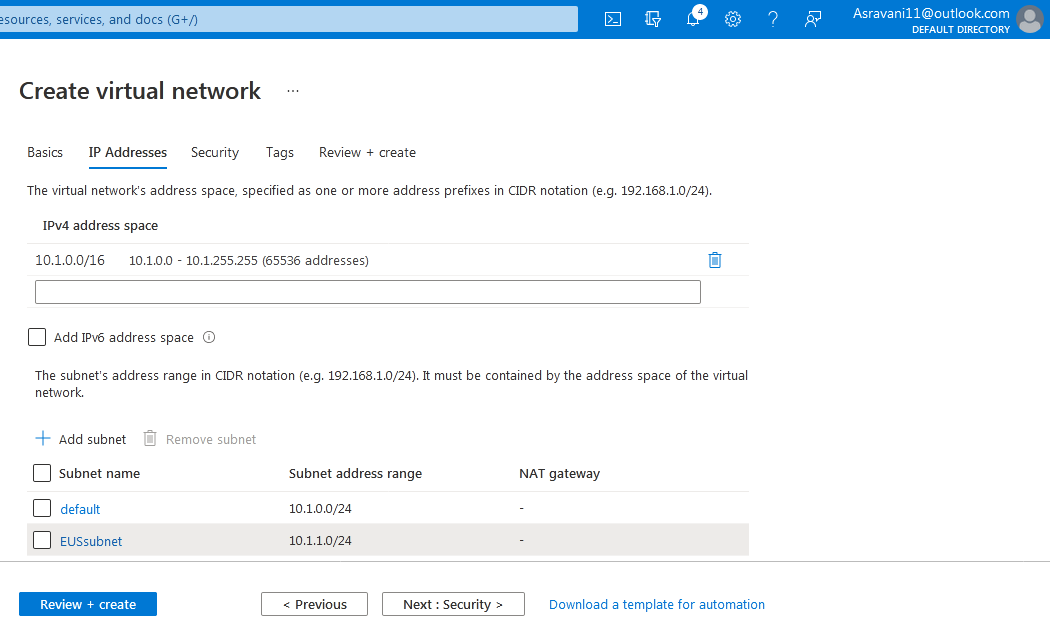 esources, services, and docs (G+/)
4
Asravani11@outlook.com
DEFAULT DIRECTORY
Create virtual network ...
Basics IP Addresses Security Tags Review + create
The virtual network's address space, specified as one or more address prefixes in CIDR notation (e.g. 192.168.1.0/24).
IPv4 address space
10.1.0.0/16 10.1.0.0 - 10.1.255.255 (65536 addresses)
Add IPv6 address space
The subnet's address range in CIDR notation (e.g. 192.168.1.0/24). It must be contained by the address space of the virtual
network.
+ Add subnet Remove subnet
Subnet name Subnet address range NAT gateway
default 10.1.0.0/24 -
EUSsubnet 10.1.1.0/24 -
Review + create < Previous Next : Security > Download a template for automation